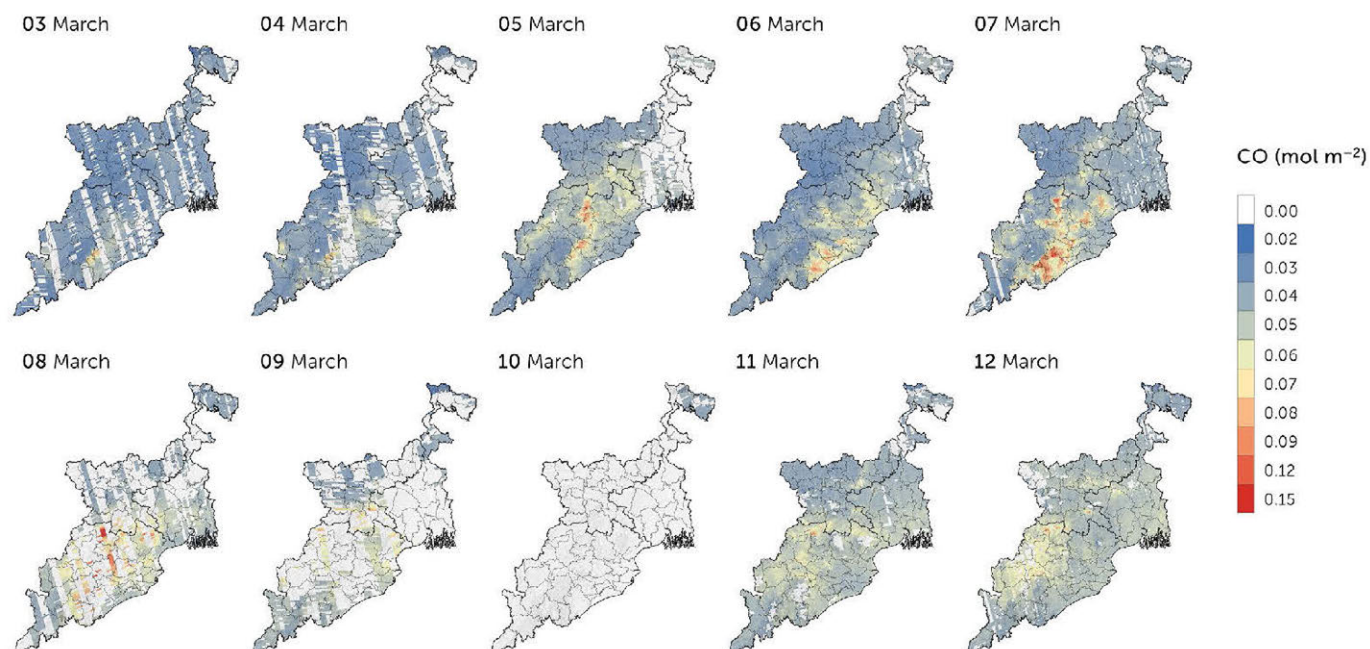 03 March
04 March
05 March
06 March
07 March
08 March
09 March
10 March
11 March
12 March
CO (mol m⁻²)
0.00
0.02
0.03
0.04
0.05
0.06
0.07
0.08
0.09
0.12
0.15